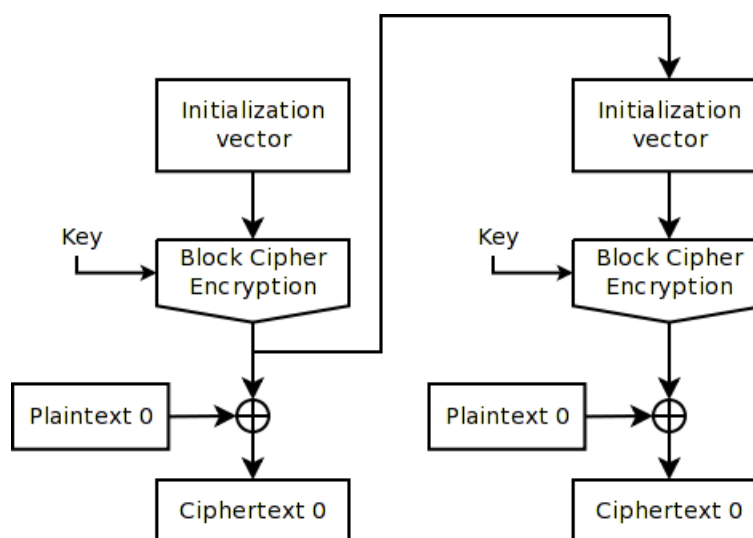 Initialization
vector
Key
Block Cipher
Encryption
Plaintext 0
Ciphertext 0
Initialization
vector
Key
Block Cipher
Encryption
Plaintext 0
Ciphertext 0